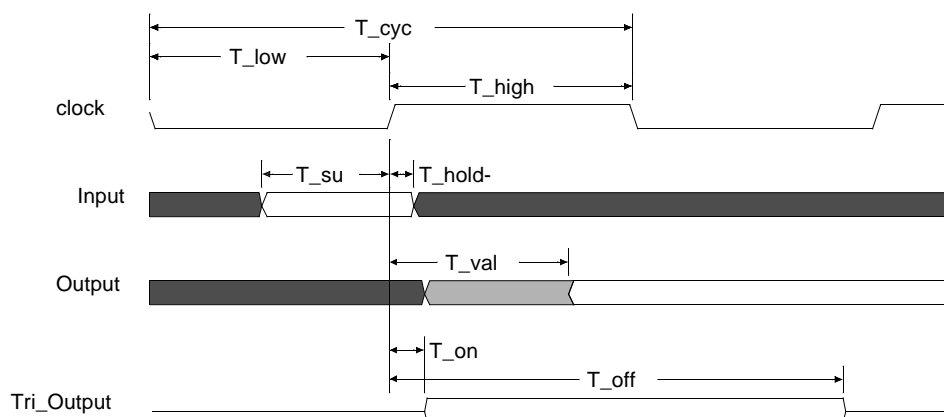 T_cyc
T_low
T_high
clock
T_su
T_hold-
Input
T_val
Output
T_on
T_off
Tri_Output